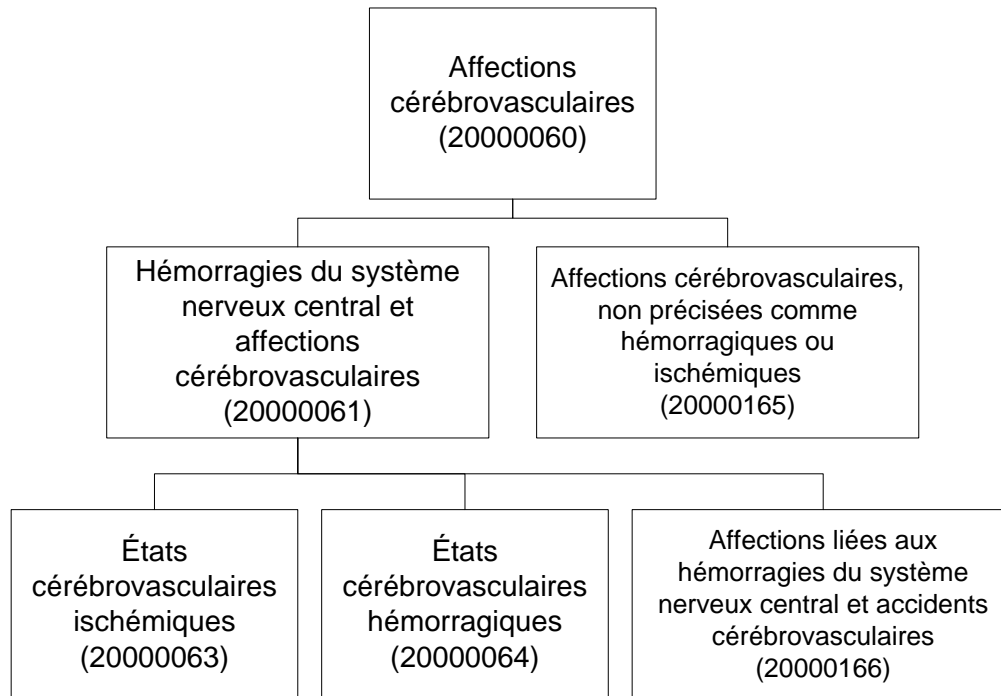 Affections
cérébrovasculaires
(20000060)
Hémorragies du système
nerveux central et
affections
cérébrovasculaires
(20000061)
Affections cérébrovasculaires,
non précisées comme
hémorragiques ou
ischémiques
(20000165)
États
cérébrovasculaires
ischémiques
(20000063)
États
cérébrovasculaires
hémorragiques
(20000064)
Affections liées aux
hémorragies du système
nerveux central et accidents
cérébrovasculaires
(20000166)